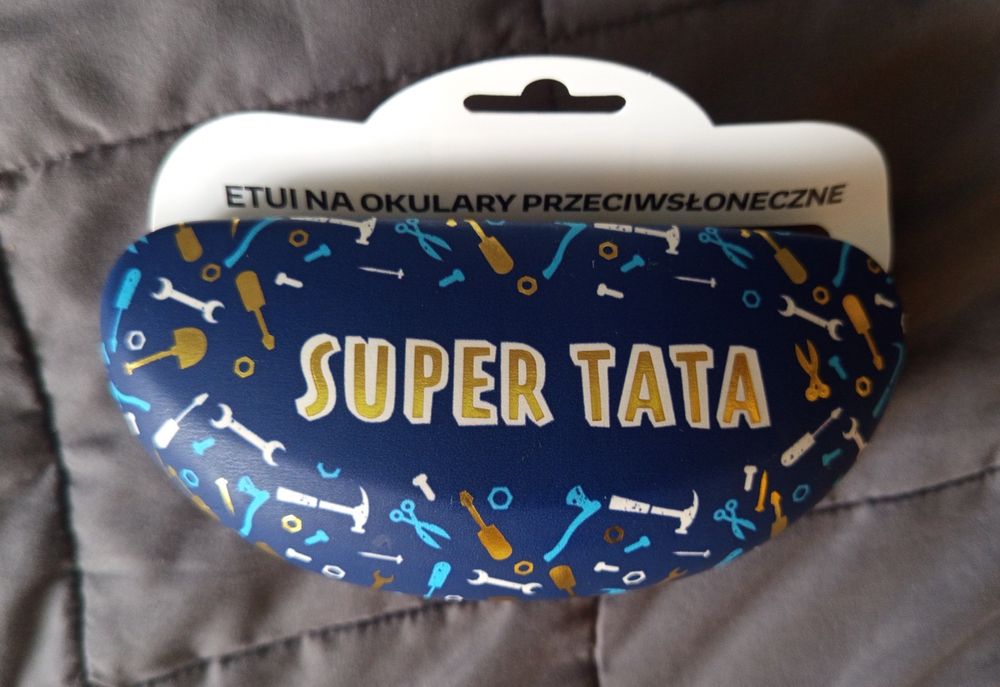 ETUI NA OKULARY PRZECIWSŁONECZNE
SUPER TATA